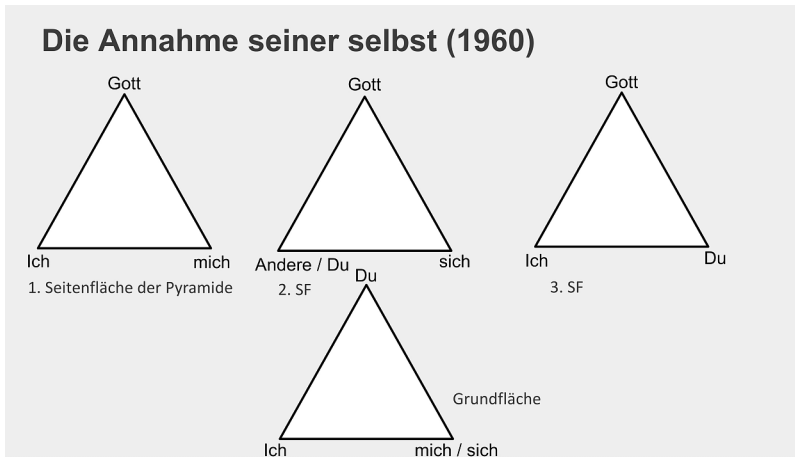 Die Annahme seiner selbst (1960)
Gott
Gott
Gott
Ich
mich
Andere / Du
sich
Ich
Du
1. Seitenfläche der Pyramide
2. SF
3. SF
Du
Grundfläche
Ich
mich / sich